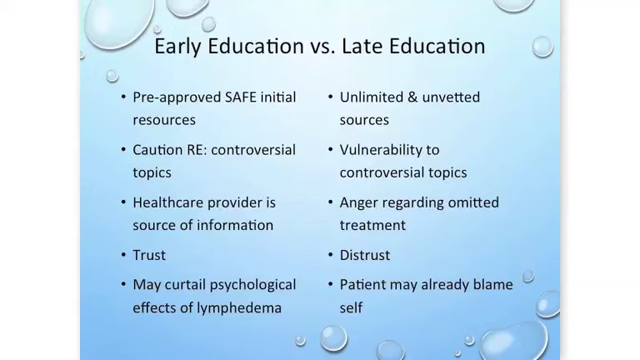 Early Education vs. Late Education
• Pre-approved SAFE initial
resources
• Caution RE: controversial
topics
• Healthcare provider is
source of information
• Trust
• May curtail psychological
effects of lymphedema
• Unlimited & unvetted
sources
• Vulnerability to
controversial topics
• Anger regarding omitted
treatment
• Distrust
• Patient may already blame
self